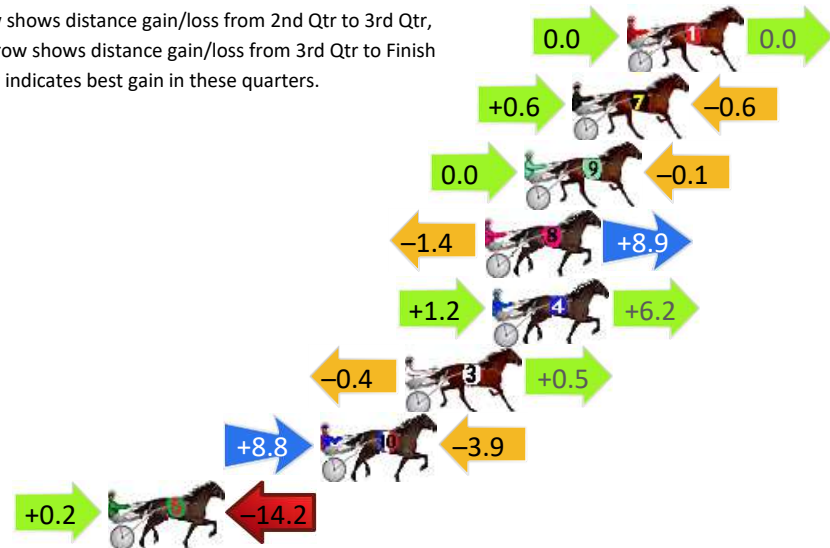 shows distance gain/loss from 2nd Qtr to 3rd Qtr,
row shows distance gain/loss from 3rd Qtr to Finish
indicates best gain in these quarters.
0.0 1 0.0
+0.6 7 –0.6
0.0 9 –0.1
–1.4 8 +8.9
+1.2 4 +6.2
–0.4 3 +0.5
+8.8 10 –3.9
+0.2 6 –14.2